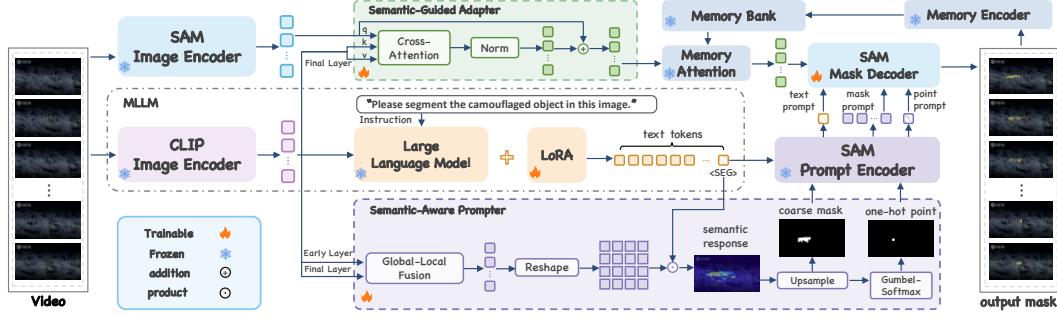 Semantic-Guided Adapter
SAM
Image Encoder
q
k
v
Cross-
Attention
Norm
Final Layer
Memory Bank
Memory Encoder
Memory
Attention
SAM
Mask Decoder
text
prompt
mask
prompt
point
prompt
MLLM
"Please segment the camouflaged object in this image."
Instruction
CLIP
Image Encoder
Large
Language Model
LoRA
text tokens
...
<SEG>
SAM
Prompt Encoder
Semantic-Aware Prompter
Early Layer
Final Layer
Global-Local
Fusion
Reshape
semantic
response
coarse mask
one-hot point
Upsample
Gumbel-
Softmax
Trainable
Frozen
addition
product
Video
output mask